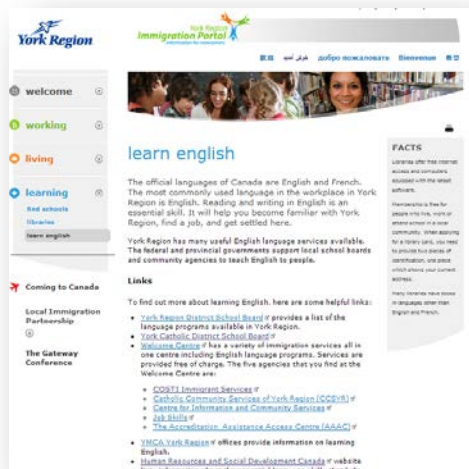 York Region
York Region
Immigration Portal
information for newcomers
欢迎
خوش آمدید
добро пожаловать
Bienvenue
welcome
working
living
learning
find schools
libraries
learn english
Coming to Canada
Local Immigration
Partnership
The Gateway
Conference
learn english
The official languages of Canada are English and French.
The most commonly used language in the workplace in York
Region is English. Reading and writing in English is an
essential skill. It will help you become familiar with York
Region, find a job, and get settled here.
York Region has many useful English language services available.
The federal and provincial governments support local school boards
and community agencies to teach English to people.
Links
To find out more about learning English, here are some helpful links:
York Region District School Board provides a list of the
language programs available in York Region.
York Catholic District School Board
Welcome Centre has a variety of immigration services all in
one centre including English language programs. Services are
provided free of charge. The five agencies that you find at the
Welcome Centre are:
COSTI Immigrant Services
Catholic Community Services of York Region (CCSYR)
Centre for Information and Community Services
Job Skills
The Accreditation Assistance Access Centre (AAAC)
YMCA York Region offices provide information on learning
English.
Human Resources and Social Development Canada website
FACTS
Libraries offer free internet
access and computers
equipped with the latest
software.
Membership is free for
people who live, work or
attend school in a local
community. When applying
for a library card, you need
to provide two pieces of
identification, one piece
which shows your current
address.
Many libraries have books
in languages other than
English and French.